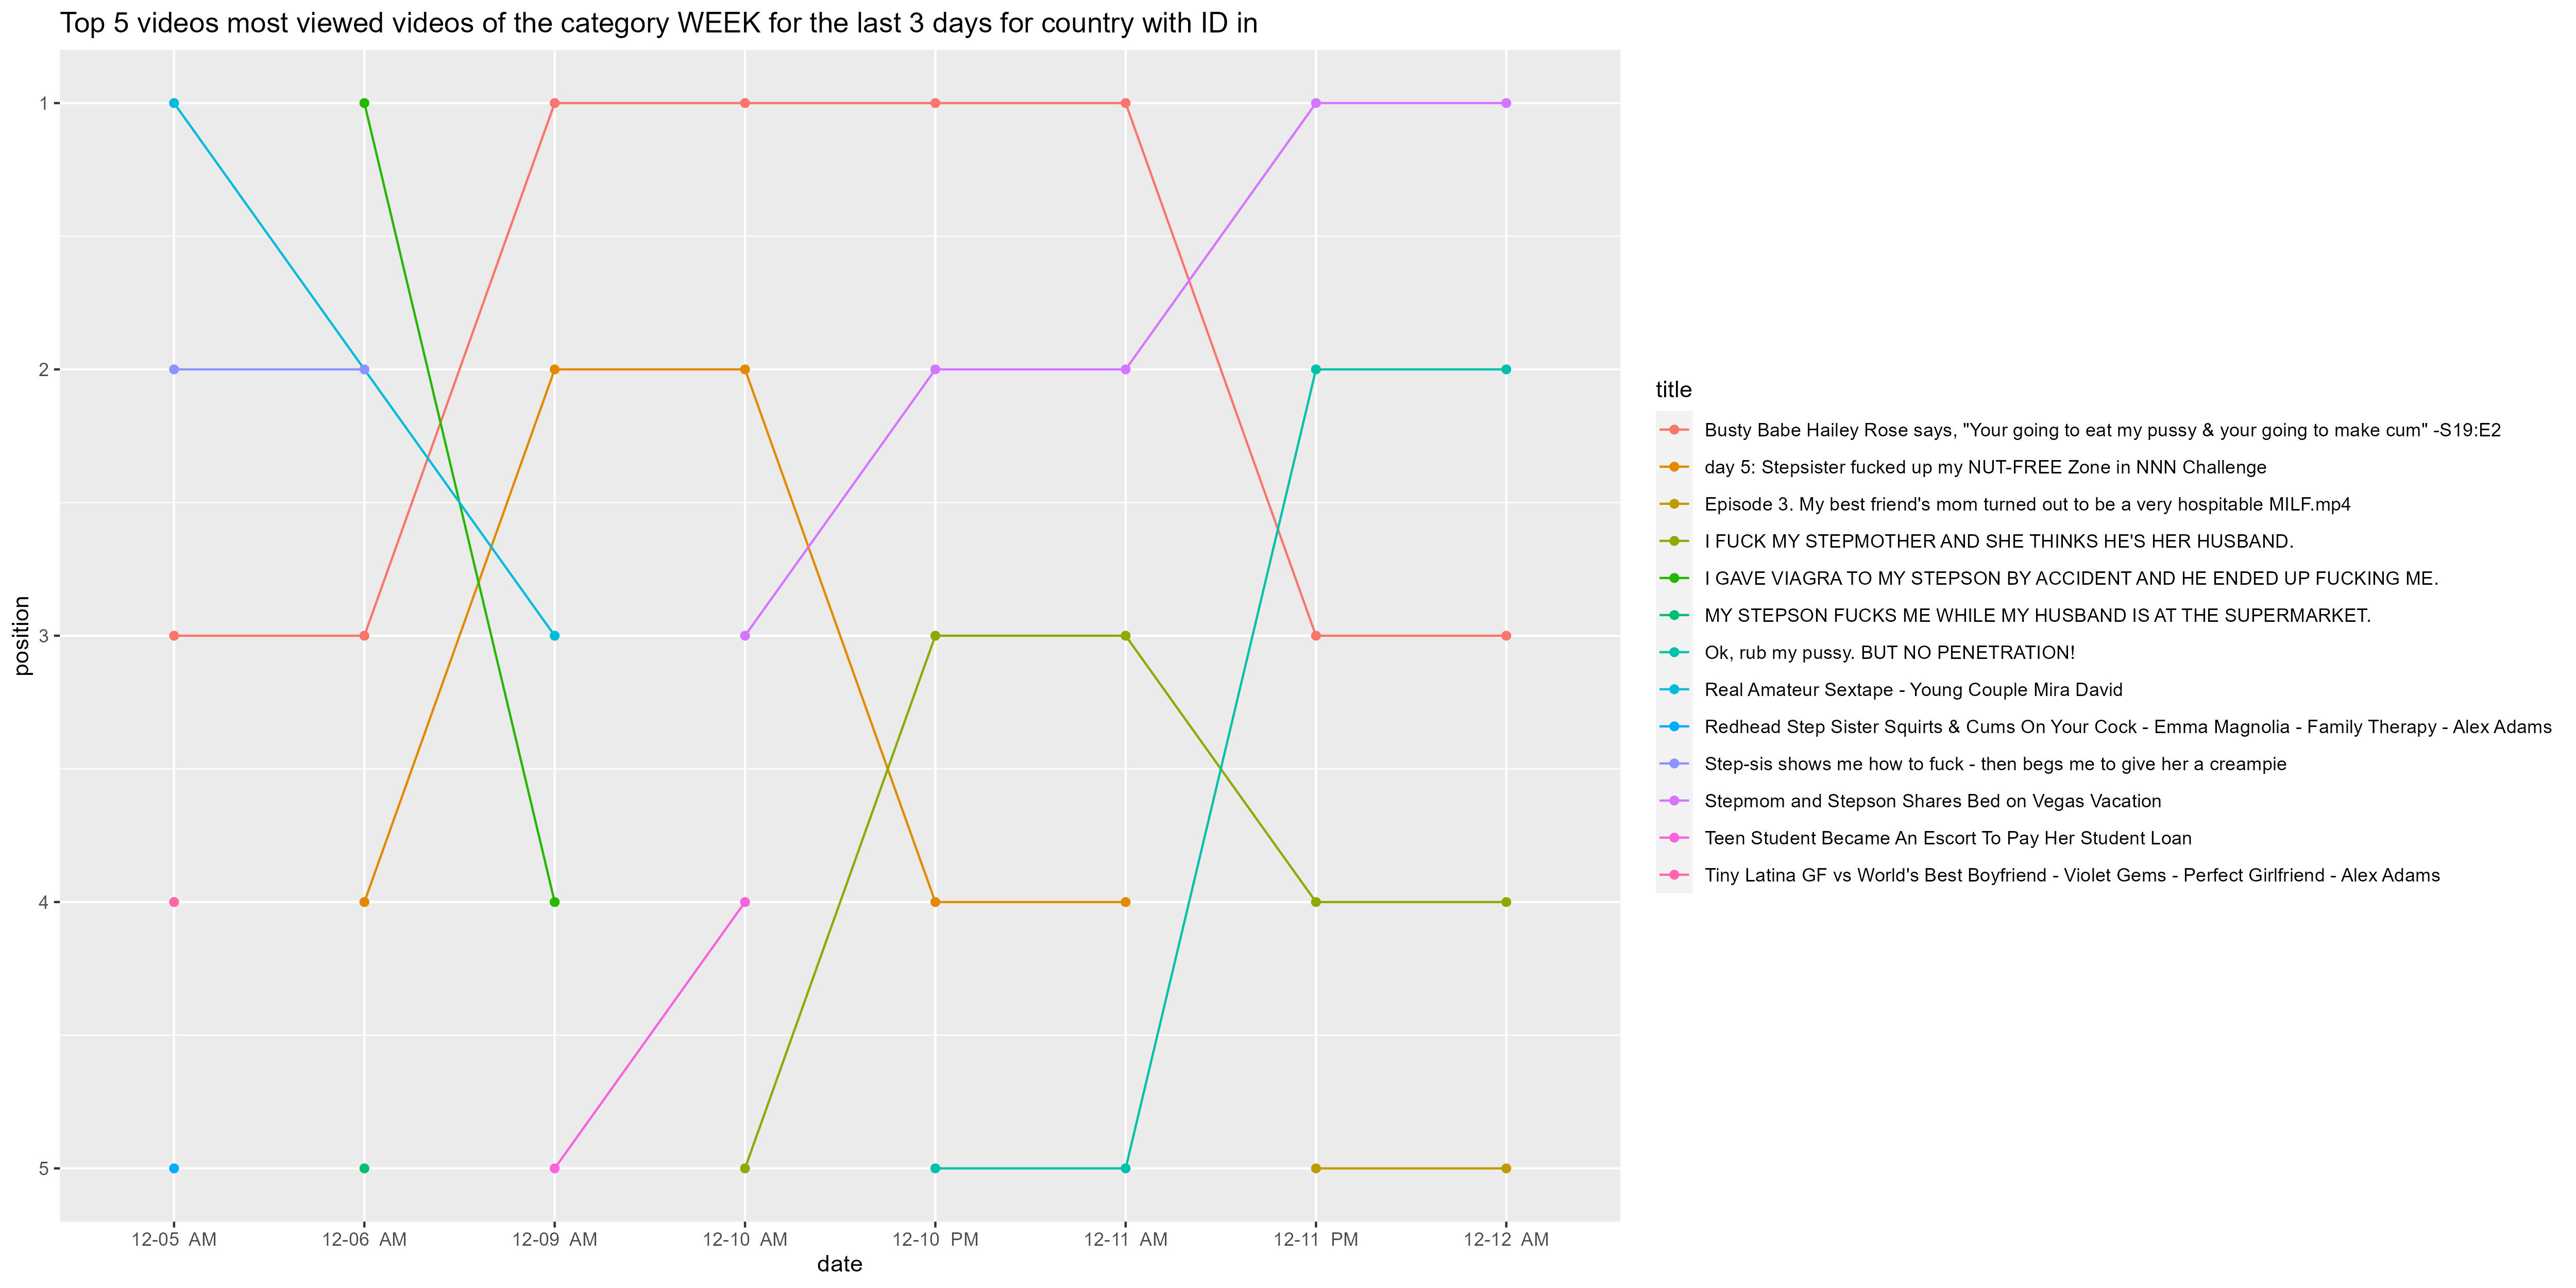 Top 5 videos most viewed videos of the category WEEK for the last 3 days for country with ID in
position
1
2
3
4
5
12-05 AM
12-06 AM
12-09 AM
12-10 AM
12-10 PM
12-11 AM
12-11 PM
12-12 AM
date
title
Busty Babe Hailey Rose says, "Your going to eat my pussy & your going to make cum" -S19:E2
day 5: Stepsister fucked up my NUT-FREE Zone in NNN Challenge
Episode 3. My best friend's mom turned out to be a very hospitable MILF.mp4
I FUCK MY STEPMOTHER AND SHE THINKS HE'S HER HUSBAND.
I GAVE VIAGRA TO MY STEPSON BY ACCIDENT AND HE ENDED UP FUCKING ME.
MY STEPSON FUCKS ME WHILE MY HUSBAND IS AT THE SUPERMARKET.
Ok, rub my pussy. BUT NO PENETRATION!
Real Amateur Sextape - Young Couple Mira David
Redhead Step Sister Squirts & Cums On Your Cock - Emma Magnolia - Family Therapy - Alex Adams
Step-sis shows me how to fuck - then begs me to give her a creampie
Stepmom and Stepson Shares Bed on Vegas Vacation
Teen Student Became An Escort To Pay Her Student Loan
Tiny Latina GF vs World's Best Boyfriend - Violet Gems - Perfect Girlfriend - Alex Adams